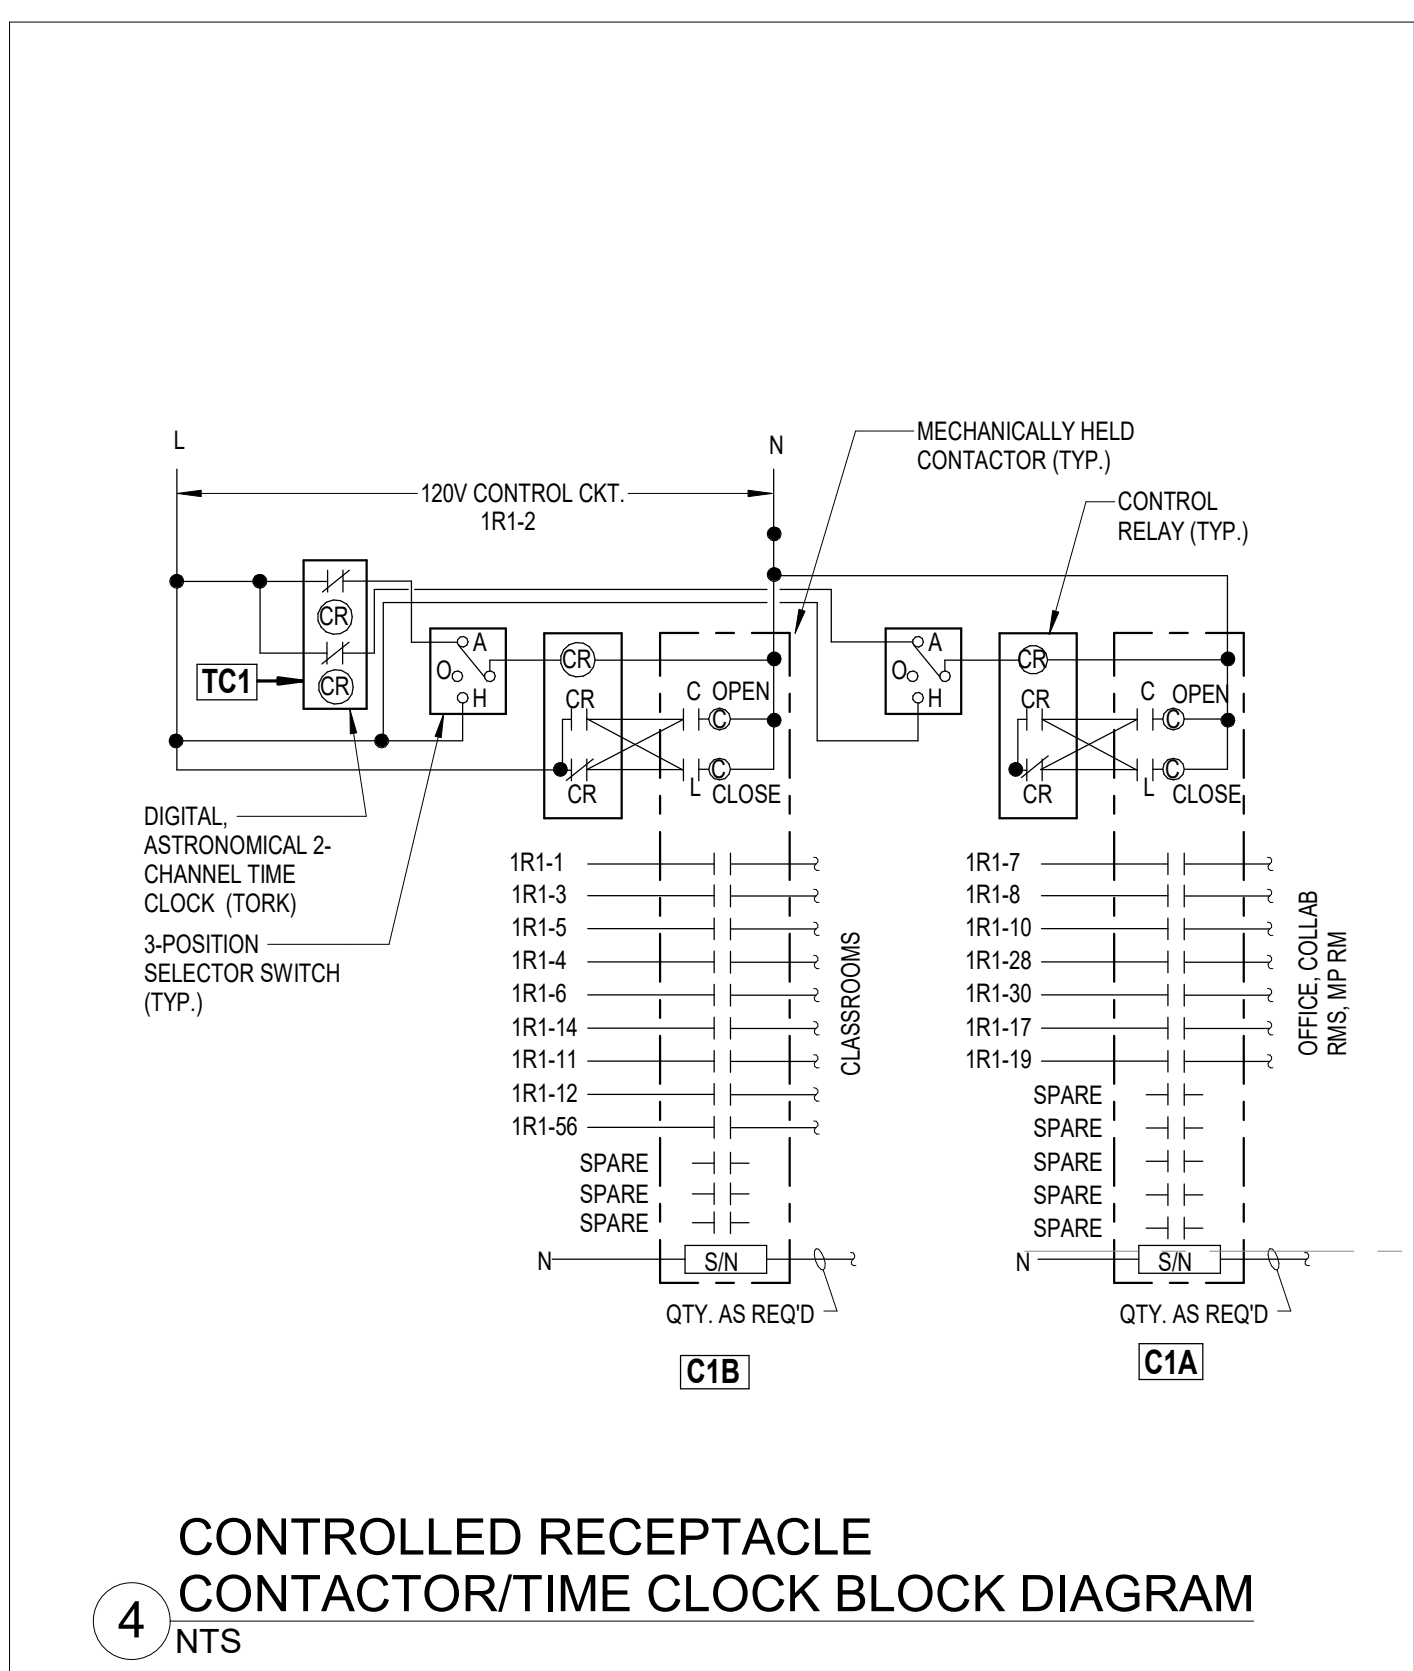 L
N
MECHANICALLY HELD
CONTACTOR (TYP.)
120V CONTROL CKT.
1R1-2
CONTROL
RELAY (TYP.)
CR
CR
TC1
A
O
H
CR
CR
CR
C OPEN
C
C
L
CLOSE
A
O
H
CR
CR
CR
C OPEN
C
C
L
CLOSE
DIGITAL,
ASTRONOMICAL 2-
CHANNEL TIME
CLOCK (TORK)
3-POSITION
SELECTOR SWITCH
(TYP.)
1R1-1
1R1-3
1R1-5
1R1-4
1R1-6
1R1-14
1R1-11
1R1-12
1R1-56
SPARE
SPARE
SPARE
N
S/N
QTY. AS REQ'D
CLASSROOMS
C1B
1R1-7
1R1-8
1R1-10
1R1-28
1R1-30
1R1-17
1R1-19
SPARE
SPARE
SPARE
SPARE
SPARE
N
S/N
QTY. AS REQ'D
OFFICE, COLLAB
RMS, MP RM
C1A
CONTROLLED RECEPTACLE
CONTACTOR/TIME CLOCK BLOCK DIAGRAM
4
NTS